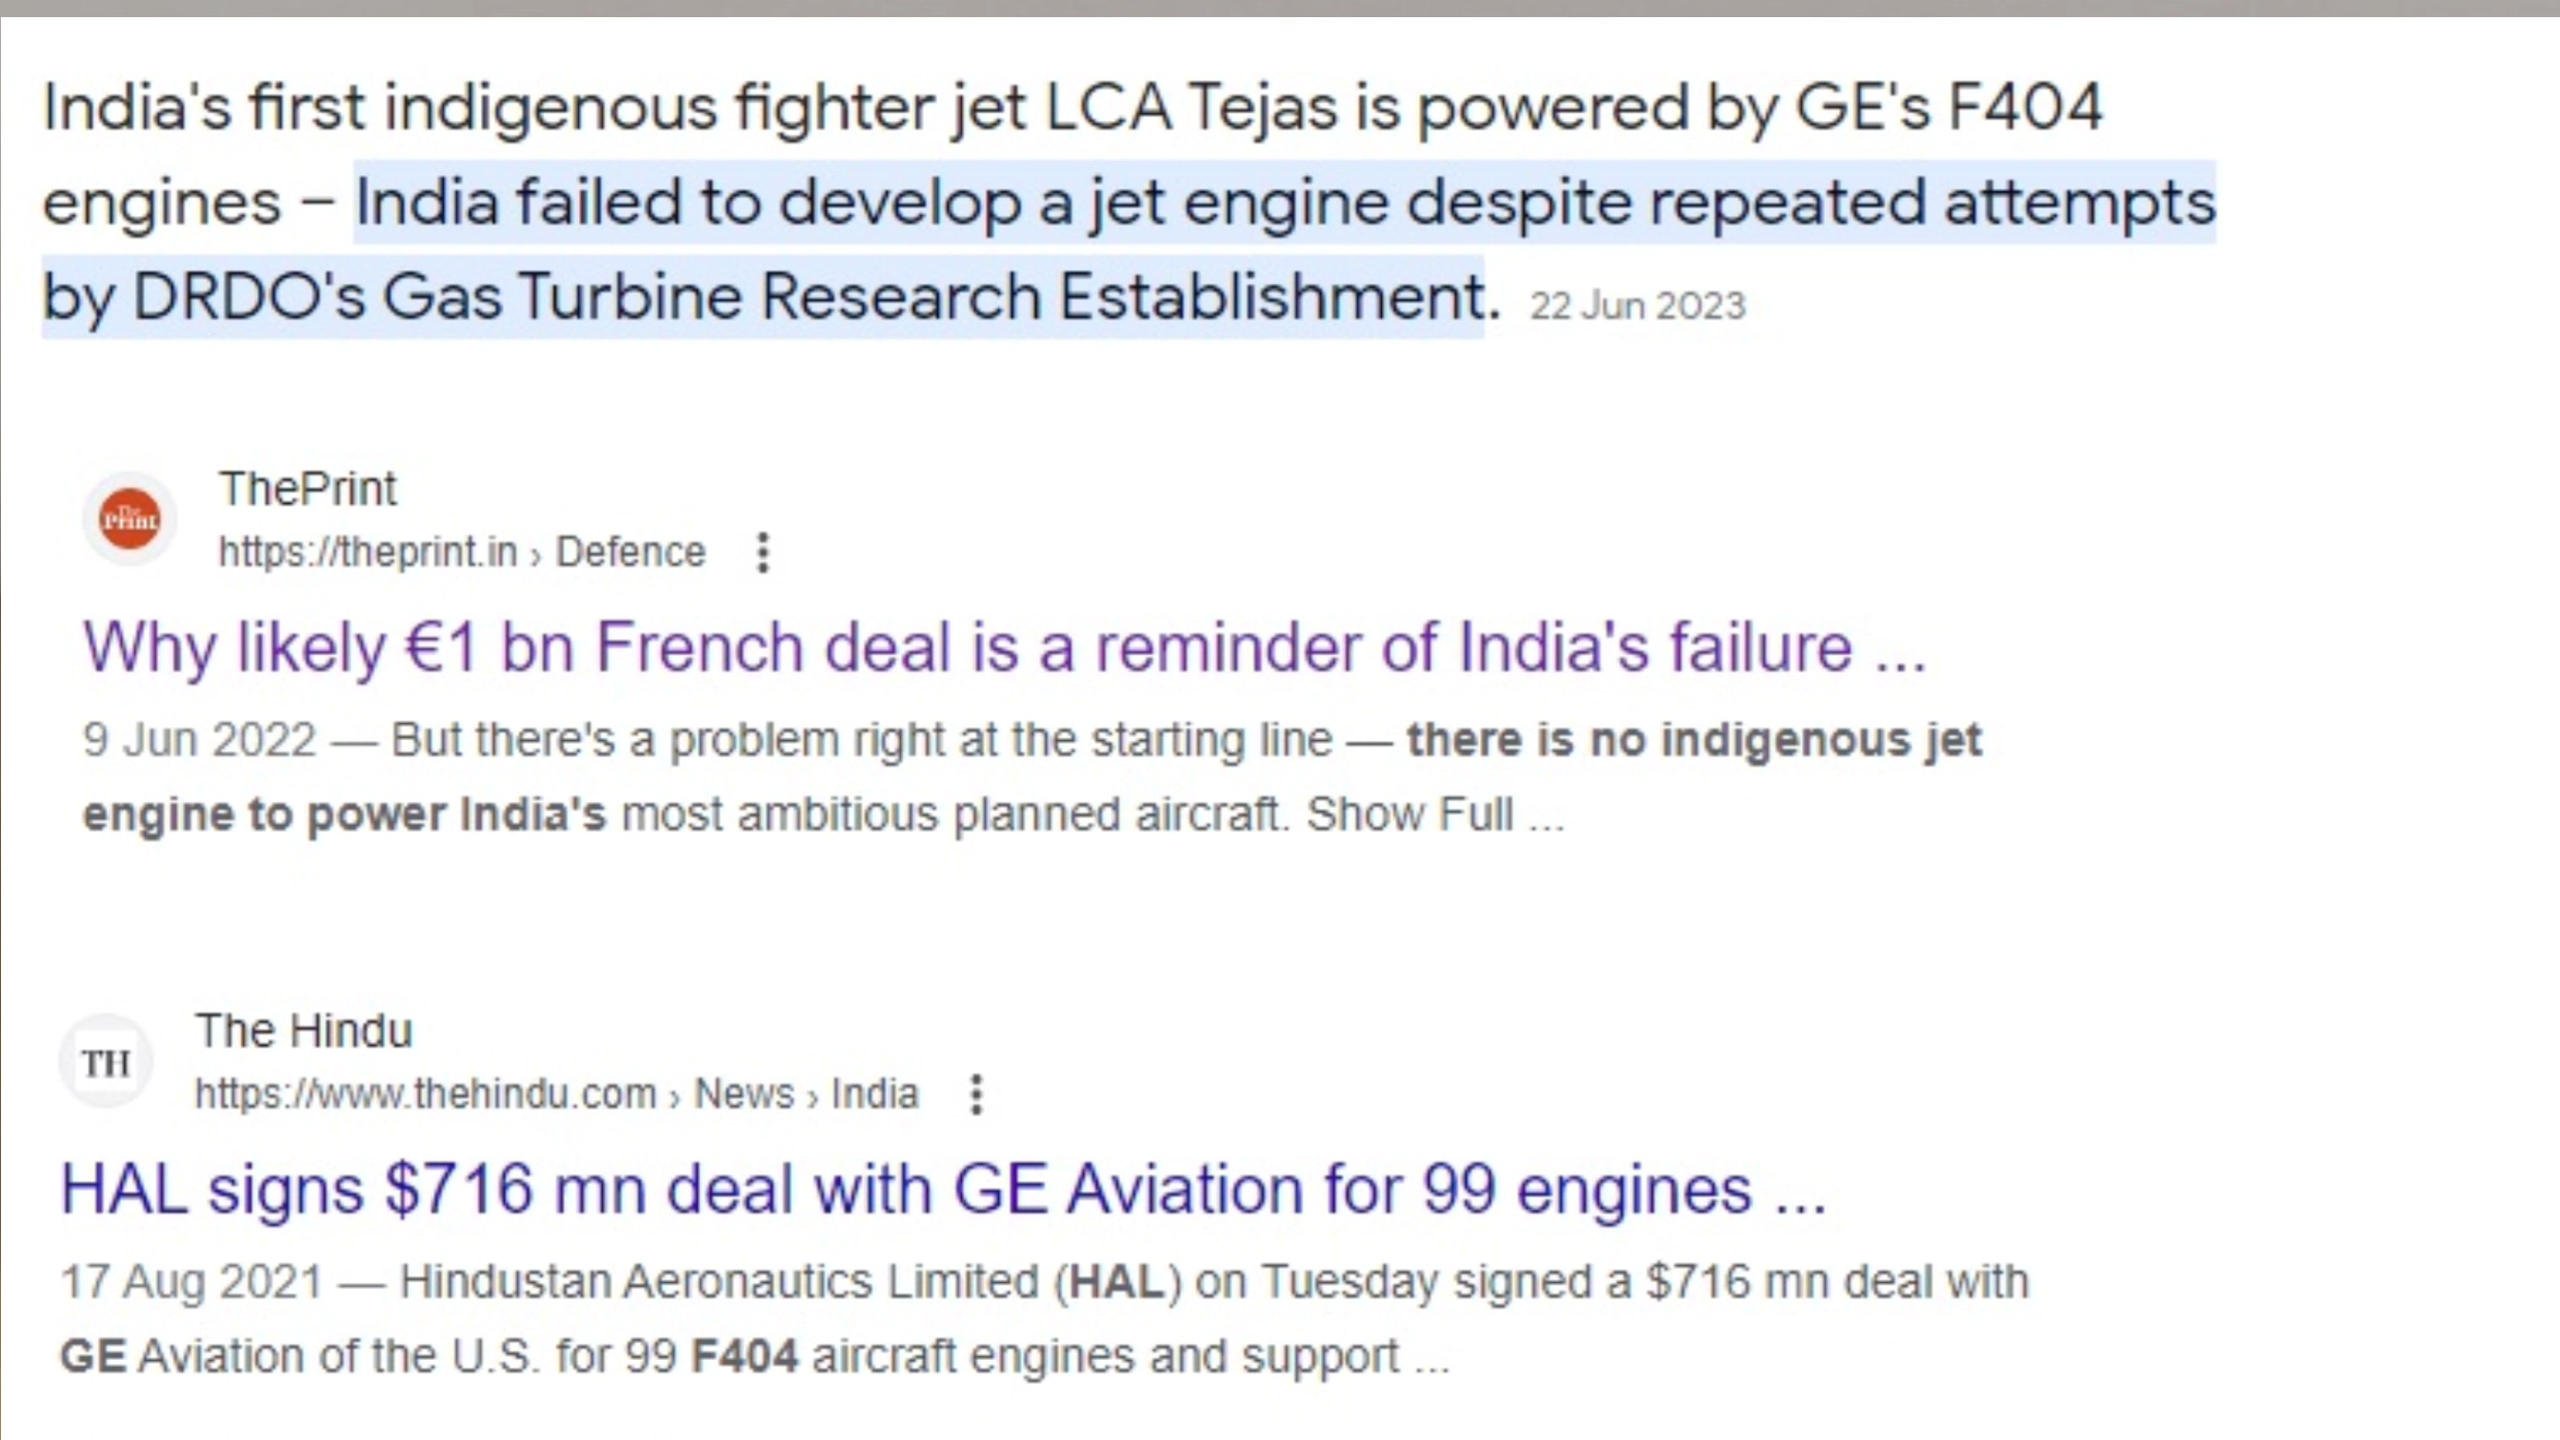 India's first indigenous fighter jet LCA Tejas is powered by GE's F404
engines – India failed to develop a jet engine despite repeated attempts
by DRDO's Gas Turbine Research Establishment. 22 Jun 2023
ThePrint
The Print
https://theprint.in › Defence
Why likely €1 bn French deal is a reminder of India's failure ...
9 Jun 2022 — But there's a problem right at the starting line — there is no indigenous jet
engine to power India's most ambitious planned aircraft. Show Full ...
The Hindu
TH
https://www.thehindu.com › News › India
HAL signs $716 mn deal with GE Aviation for 99 engines ...
17 Aug 2021 — Hindustan Aeronautics Limited (HAL) on Tuesday signed a $716 mn deal with
GE Aviation of the U.S. for 99 F404 aircraft engines and support ...